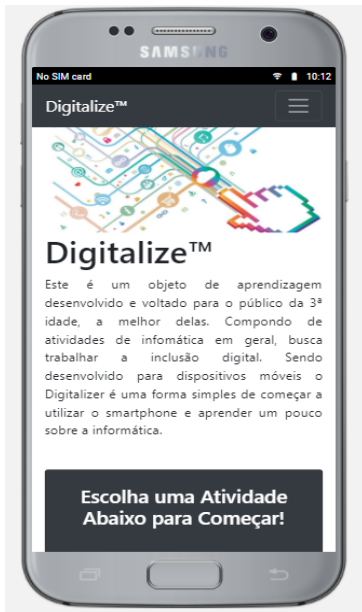 SAMSUNG
No SIM card 10:12
Digitalize™
Digitalize™
Este é um objeto de aprendizagem
desenvolvido e voltado para o público da 3ª
idade, a melhor delas. Compondo de
atividades de infomática em geral, busca
trabalhar a inclusão digital. Sendo
desenvolvido para dispositivos móveis o
Digitalizer é uma forma simples de começar a
utilizar o smartphone e aprender um pouco
sobre a informática.
Escolha uma Atividade
Abaixo para Começar!